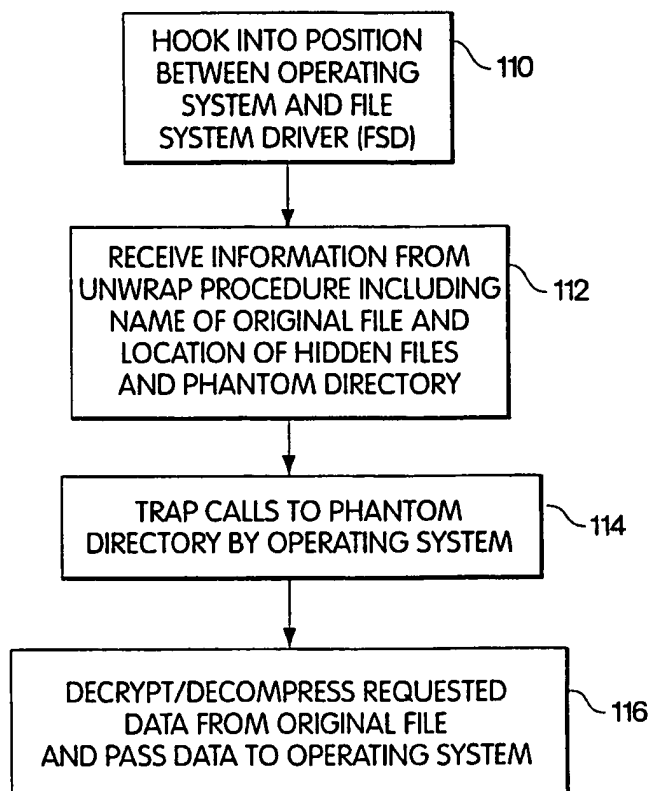 HOOK INTO POSITION
BETWEEN OPERATING
SYSTEM AND FILE
SYSTEM DRIVER (FSD)
110
RECEIVE INFORMATION FROM
UNWRAP PROCEDURE INCLUDING
NAME OF ORIGINAL FILE AND
LOCATION OF HIDDEN FILES
AND PHANTOM DIRECTORY
112
TRAP CALLS TO PHANTOM
DIRECTORY BY OPERATING SYSTEM
114
DECRYPT/DECOMPRESS REQUESTED
DATA FROM ORIGINAL FILE
AND PASS DATA TO OPERATING SYSTEM
116